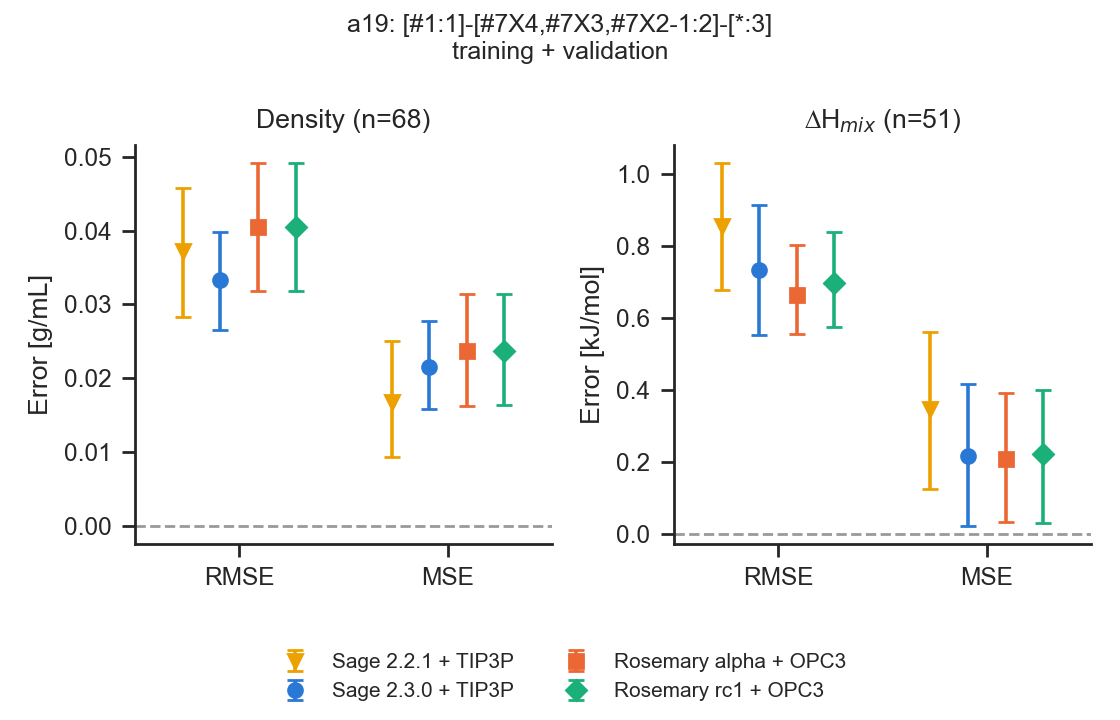 a19: [#1:1]-[#7X4,#7X3,#7X2-1:2]-[*:3]
training + validation
Density (n=68)
Error [g/mL]
0.05
0.04
0.03
0.02
0.01
0.00
RMSE MSE
ΔHmix (n=51)
Error [kJ/mol]
1.0
0.8
0.6
0.4
0.2
0.0
RMSE MSE
Sage 2.2.1 + TIP3P
Sage 2.3.0 + TIP3P
Rosemary alpha + OPC3
Rosemary rc1 + OPC3